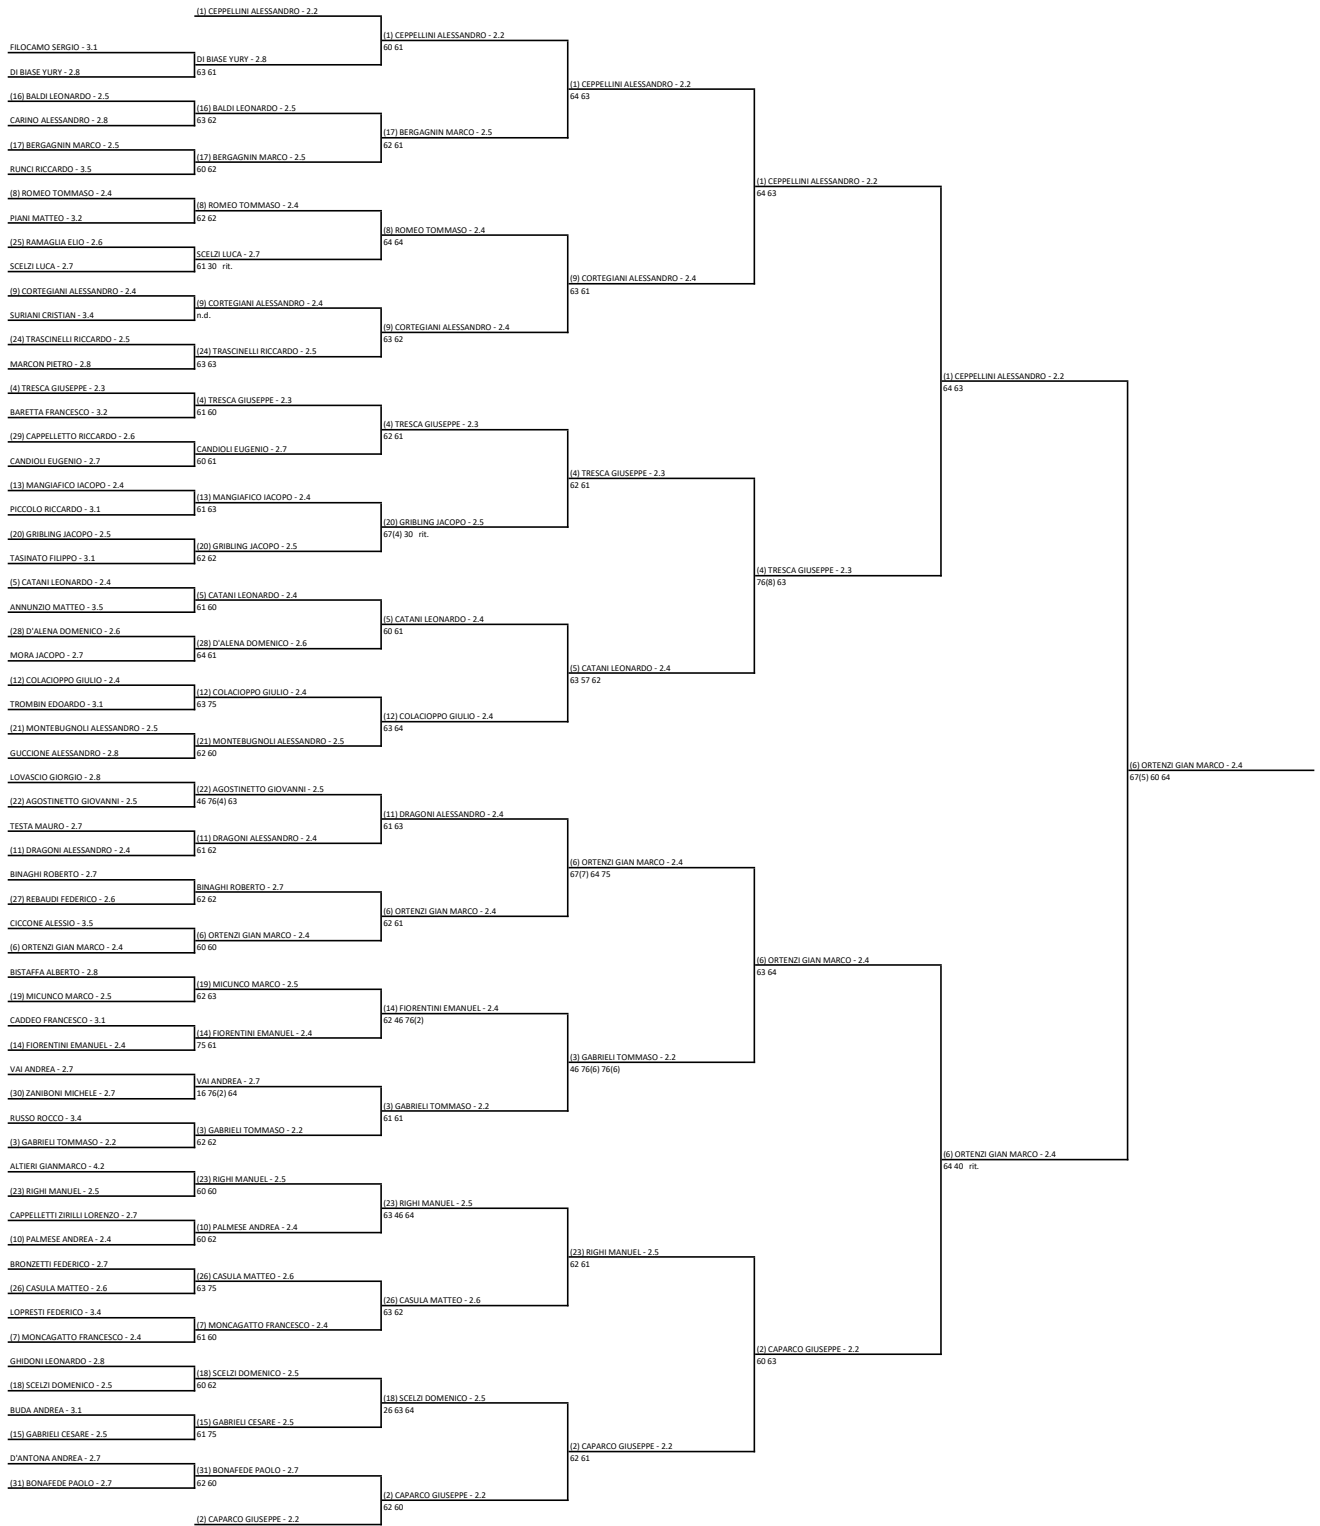 (1) CEPPELLINI ALESSANDRO - 2.2
(1) CEPPELLINI ALESSANDRO - 2.2
FILOCAMO SERGIO - 3.1
60 61
DI BIASE YURY - 2.8
DI BIASE YURY - 2.8
63 61
(1) CEPPELLINI ALESSANDRO - 2.2
(16) BALDI LEONARDO - 2.5
64 63
(16) BALDI LEONARDO - 2.5
CARINO ALESSANDRO - 2.8
63 62
(17) BERGAGNIN MARCO - 2.5
(17) BERGAGNIN MARCO - 2.5
62 61
(17) BERGAGNIN MARCO - 2.5
RUNCI RICCARDO - 3.5
60 62
(1) CEPPELLINI ALESSANDRO - 2.2
(8) ROMEO TOMMASO - 2.4
64 63
(8) ROMEO TOMMASO - 2.4
PIANI MATTEO - 3.2
62 62
(8) ROMEO TOMMASO - 2.4
(25) RAMAGLIA ELIO - 2.6
64 64
SCELZI LUCA - 2.7
SCELZI LUCA - 2.7
61 30 rit.
(9) CORTEGIANI ALESSANDRO - 2.4
(9) CORTEGIANI ALESSANDRO - 2.4
63 61
(9) CORTEGIANI ALESSANDRO - 2.4
SURIANI CRISTIAN - 3.4
n.d.
(9) CORTEGIANI ALESSANDRO - 2.4
(24) TRASCINELLI RICCARDO - 2.5
63 62
(24) TRASCINELLI RICCARDO - 2.5
MARCON PIETRO - 2.8
63 63
(1) CEPPELLINI ALESSANDRO - 2.2
(4) TRESCA GIUSEPPE - 2.3
64 63
(4) TRESCA GIUSEPPE - 2.3
BARETTA FRANCESCO - 3.2
61 60
(4) TRESCA GIUSEPPE - 2.3
(29) CAPPELLETTO RICCARDO - 2.6
62 61
CANDIOLI EUGENIO - 2.7
CANDIOLI EUGENIO - 2.7
60 61
(4) TRESCA GIUSEPPE - 2.3
(13) MANGIAFICO IACOPO - 2.4
62 61
(13) MANGIAFICO IACOPO - 2.4
PICCOLO RICCARDO - 3.1
61 63
(20) GRIBLING JACOPO - 2.5
(20) GRIBLING JACOPO - 2.5
67(4) 30 rit.
(20) GRIBLING JACOPO - 2.5
TASINATO FILIPPO - 3.1
62 62
(4) TRESCA GIUSEPPE - 2.3
(5) CATANI LEONARDO - 2.4
76(8) 63
(5) CATANI LEONARDO - 2.4
ANNUNZIO MATTEO - 3.5
61 60
(5) CATANI LEONARDO - 2.4
(28) D'ALENA DOMENICO - 2.6
60 61
(28) D'ALENA DOMENICO - 2.6
MORA JACOPO - 2.7
64 61
(5) CATANI LEONARDO - 2.4
(12) COLACIOPPO GIULIO - 2.4
63 57 62
(12) COLACIOPPO GIULIO - 2.4
TROMBIN EDOARDO - 3.1
63 75
(12) COLACIOPPO GIULIO - 2.4
(21) MONTEBUGNOLI ALESSANDRO - 2.5
63 64
(21) MONTEBUGNOLI ALESSANDRO - 2.5
GUCCIONE ALESSANDRO - 2.8
62 60
(6) ORTENZI GIAN MARCO - 2.4
LOVASCIO GIORGIO - 2.8
67(5) 60 64
(22) AGOSTINETTO GIOVANNI - 2.5
(22) AGOSTINETTO GIOVANNI - 2.5
46 76(4) 63
(11) DRAGONI ALESSANDRO - 2.4
TESTA MAURO - 2.7
61 63
(11) DRAGONI ALESSANDRO - 2.4
(11) DRAGONI ALESSANDRO - 2.4
61 62
(6) ORTENZI GIAN MARCO - 2.4
BINAGHI ROBERTO - 2.7
67(7) 64 75
BINAGHI ROBERTO - 2.7
(27) REBAUDI FEDERICO - 2.6
62 62
(6) ORTENZI GIAN MARCO - 2.4
CICCONE ALESSIO - 3.5
62 61
(6) ORTENZI GIAN MARCO - 2.4
(6) ORTENZI GIAN MARCO - 2.4
60 60
(6) ORTENZI GIAN MARCO - 2.4
BISTAFFA ALBERTO - 2.8
63 64
(19) MICUNCO MARCO - 2.5
(19) MICUNCO MARCO - 2.5
62 63
(14) FIORENTINI EMANUEL - 2.4
CADDEO FRANCESCO - 3.1
62 46 76(2)
(14) FIORENTINI EMANUEL - 2.4
(14) FIORENTINI EMANUEL - 2.4
75 61
(3) GABRIELI TOMMASO - 2.2
VAI ANDREA - 2.7
46 76(6) 76(6)
VAI ANDREA - 2.7
(30) ZANIBONI MICHELE - 2.7
16 76(2) 64
(3) GABRIELI TOMMASO - 2.2
RUSSO ROCCO - 3.4
61 61
(3) GABRIELI TOMMASO - 2.2
(3) GABRIELI TOMMASO - 2.2
62 62
(6) ORTENZI GIAN MARCO - 2.4
ALTIERI GIANMARCO - 4.2
64 40 rit.
(23) RIGHI MANUEL - 2.5
(23) RIGHI MANUEL - 2.5
60 60
(23) RIGHI MANUEL - 2.5
CAPPELLETTI ZIRILLI LORENZO - 2.7
63 46 64
(10) PALMESE ANDREA - 2.4
(10) PALMESE ANDREA - 2.4
60 62
(23) RIGHI MANUEL - 2.5
BRONZETTI FEDERICO - 2.7
62 61
(26) CASULA MATTEO - 2.6
(26) CASULA MATTEO - 2.6
63 75
(26) CASULA MATTEO - 2.6
LOPRESTI FEDERICO - 3.4
63 62
(7) MONCAGATTO FRANCESCO - 2.4
(7) MONCAGATTO FRANCESCO - 2.4
61 60
(2) CAPARCO GIUSEPPE - 2.2
GHIDONI LEONARDO - 2.8
60 63
(18) SCELZI DOMENICO - 2.5
(18) SCELZI DOMENICO - 2.5
60 62
(18) SCELZI DOMENICO - 2.5
BUDA ANDREA - 3.1
26 63 64
(15) GABRIELI CESARE - 2.5
(15) GABRIELI CESARE - 2.5
61 75
(2) CAPARCO GIUSEPPE - 2.2
D'ANTONA ANDREA - 2.7
62 61
(31) BONAFEDE PAOLO - 2.7
(31) BONAFEDE PAOLO - 2.7
62 60
(2) CAPARCO GIUSEPPE - 2.2
62 60
(2) CAPARCO GIUSEPPE - 2.2